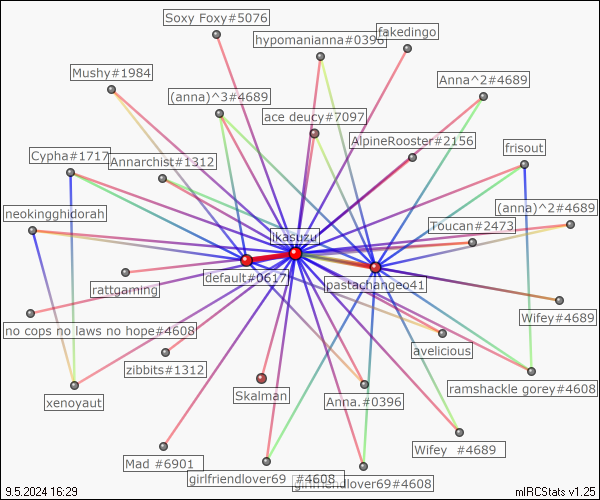 Soxy Foxy#5076
fakedingo
hypomanianna#0396
Mushy#1984
Anna^2#4689
(anna)^3#4689
ace deucy#7097
AlpineRooster#2156
frisout
Cypha#1717
Annarchist#1312
neokingghidorah
(anna)^2#4689
Toucan#2473
ikasuzu
default#0617
pastachangeo41
rattgaming
Wifey#4689
no cops no laws no hope#4608
avelicious
zibbits#1312
ramshackle gorey#4608
Skalman
Anna.#0396
xenoyaut
Wifey_#4689
Mad #6901
girlfriendlover69_#4608
girlfriendlover69#4608
9.5.2024 16:29
mIRCStats v1.25